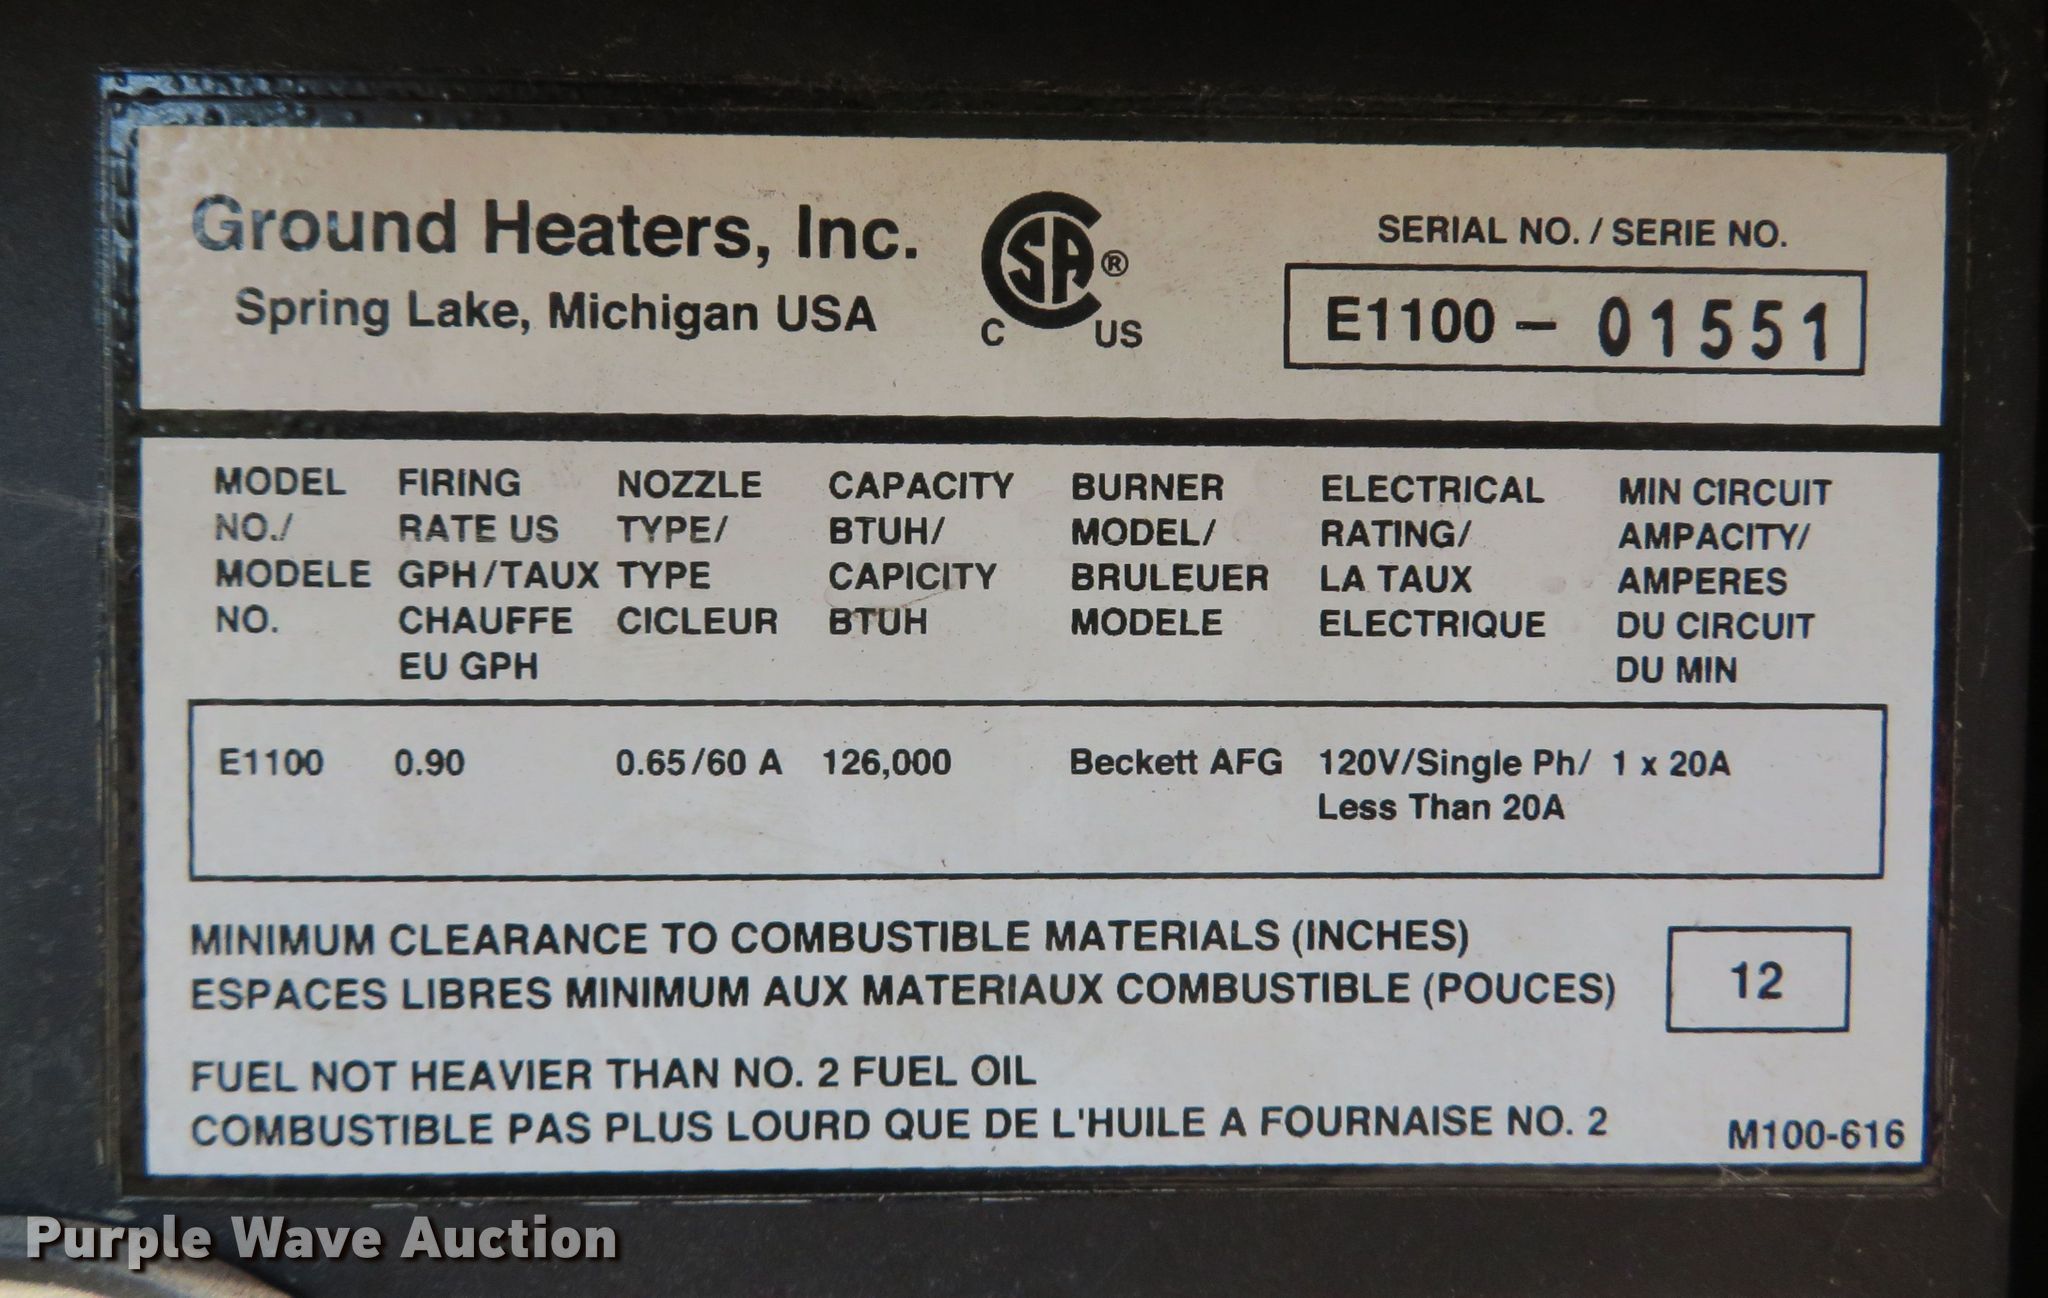 Ground Heaters, Inc.
Spring Lake, Michigan USA
CSA®
C US
SERIAL NO. / SERIE NO.
E1100 – 01551
MODEL NO./ MODELE NO.
FIRING RATE US GPH/TAUX CHAUFFE EU GPH
NOZZLE TYPE/ TYPE CICLEUR
CAPACITY BTUH/ CAPICITY BTUH
BURNER MODEL/ BRULEUER MODELE
ELECTRICAL RATING/ LA TAUX ELECTRIQUE
MIN CIRCUIT AMPACITY/ AMPERES DU CIRCUIT DU MIN
E1100 0.90 0.65/60 A 126,000 Beckett AFG 120V/Single Ph/ 1 x 20A
Less Than 20A
MINIMUM CLEARANCE TO COMBUSTIBLE MATERIALS (INCHES)
ESPACES LIBRES MINIMUM AUX MATERIAUX COMBUSTIBLE (POUCES)
12
FUEL NOT HEAVIER THAN NO. 2 FUEL OIL
COMBUSTIBLE PAS PLUS LOURD QUE DE L'HUILE A FOURNAISE NO. 2
M100-616
Purple Wave Auction